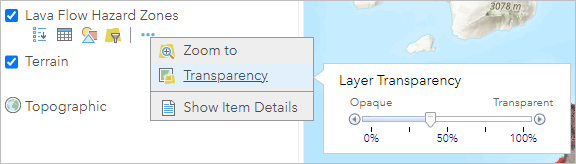 Lava Flow Hazard Zones
3078 m
Zoom to
Terrain
Transparency
Layer Transparency
Topographic
Show Item Details
Opaque Transparent
0% 50% 100%